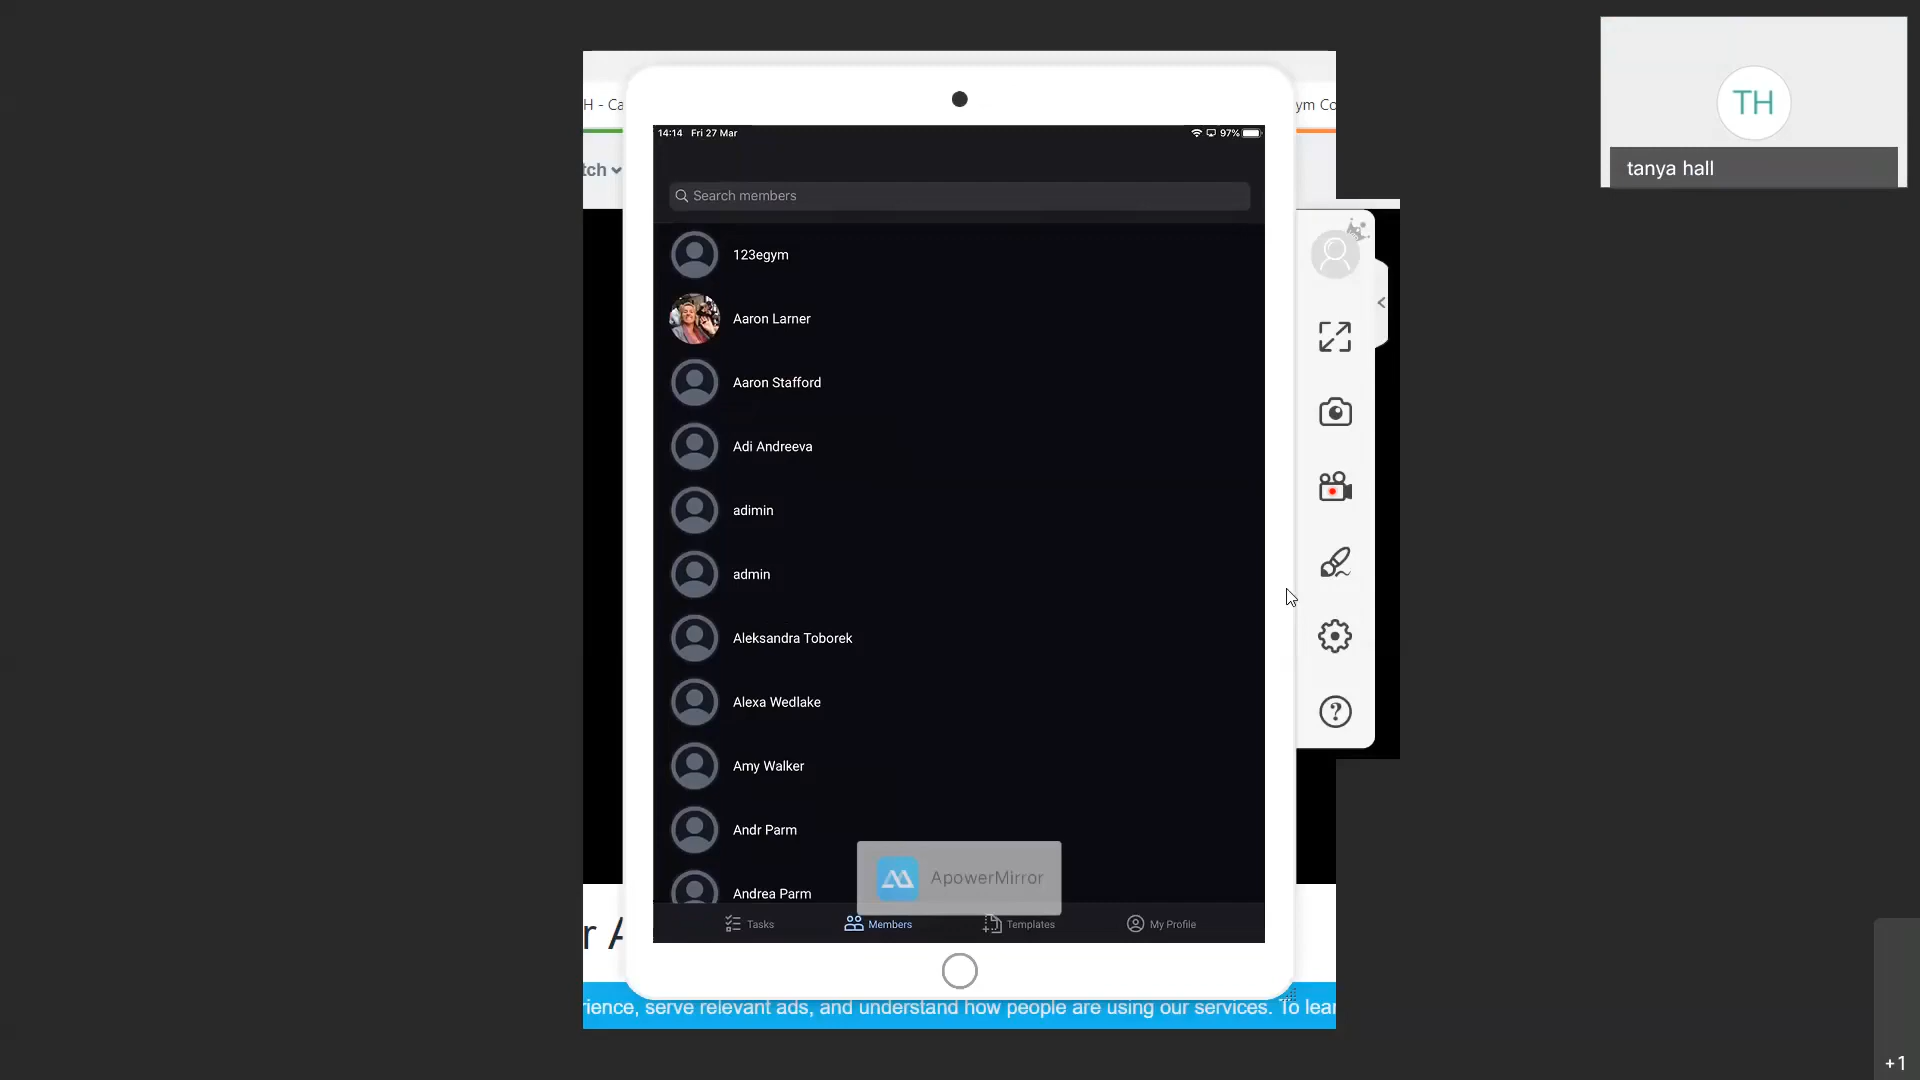 H - Ca
ym Co
TH
tanya hall
14:14 Fri 27 Mar
97%
tch
Search members
123egym
Aaron Larner
Aaron Stafford
Adi Andreeva
adimin
admin
Aleksandra Toborek
Alexa Wedlake
Amy Walker
Andr Parm
Andrea Parm
ApowerMirror
Tasks
Members
Templates
My Profile
r A
rience, serve relevant ads, and understand how people are using our services. To lear
+1